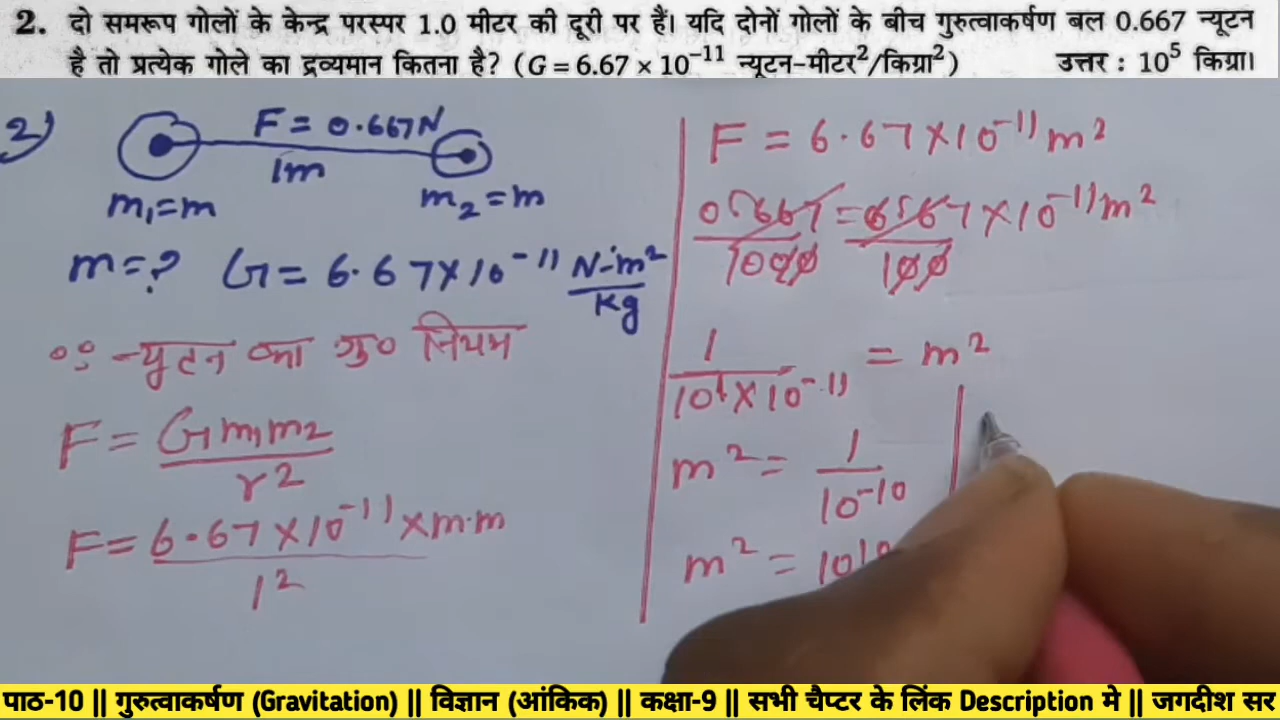 2. दो समरूप गोलों के केन्द्र परस्पर 1.0 मीटर की दूरी पर हैं। यदि दोनों गोलों के बीच गुरुत्वाकर्षण बल 0.667 न्यूटन
है तो प्रत्येक गोले का द्रव्यमान कितना है? (G = 6.67 × 10⁻¹¹ न्यूटन-मीटर²/किग्रा²) उत्तर : 10⁵ किग्रा।
2)
F = 0.667N
1m
m₁=m
m₂=m
m=? G = 6.67×10⁻¹¹ N-m²/Kg
∵ न्यूटन का गु० नियम
F = Gm₁m₂/r²
F = 6.67×10⁻¹¹×m·m/1²
F = 6.67×10⁻¹¹m²
0.667/1000 = 6.67×10⁻¹¹m²/100
1/10¹×10⁻¹¹ = m²
m² = 1/10⁻¹⁰
m² = 10¹⁰
पाठ-10 || गुरुत्वाकर्षण (Gravitation) || विज्ञान (आंकिक) || कक्षा-9 || सभी चैप्टर के लिंक Description मे || जगदीश सर